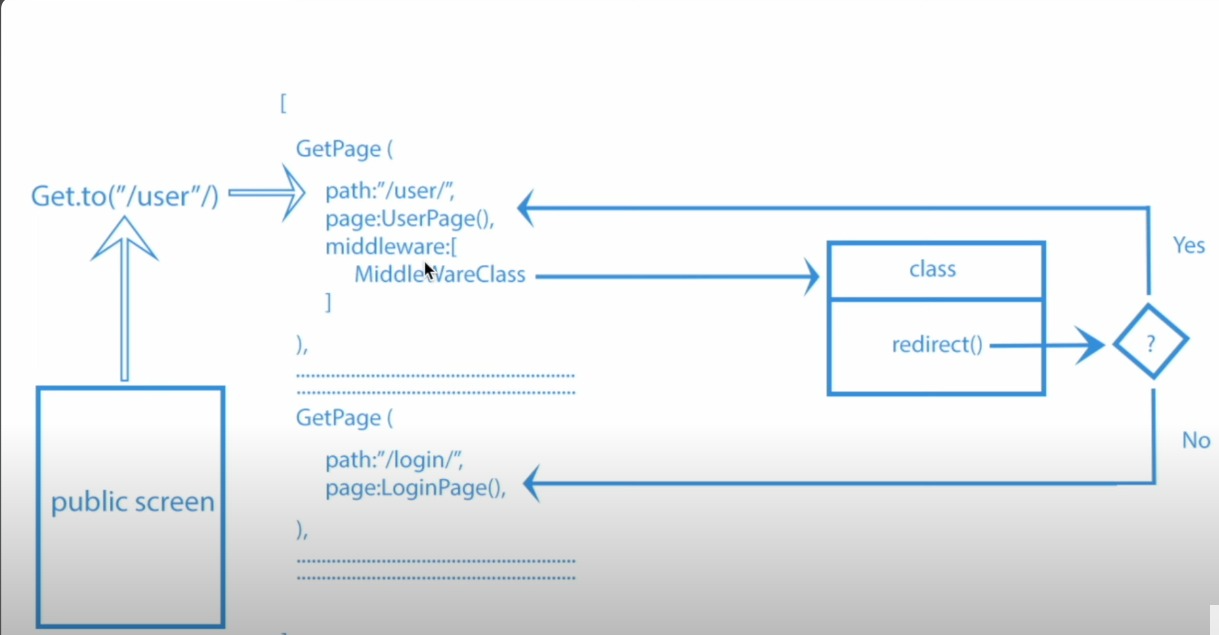 [
GetPage (
Get.to("/user"/)
path:"/user/",
page:UserPage(),
middleware:[
MiddleWareClass
]
),
GetPage (
path:"/login/",
page:LoginPage(),
),
public screen
class
redirect()
?
Yes
No